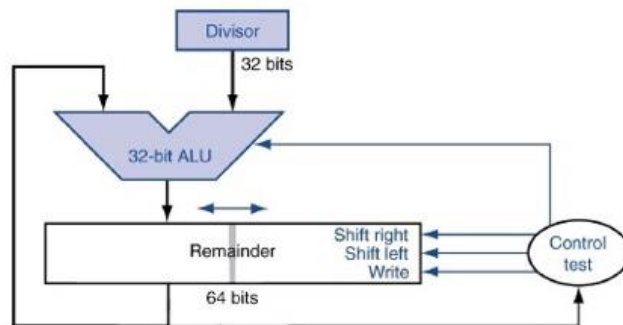 Divisor
32 bits
32-bit ALU
Remainder
Shift right
Shift left
Write
Control
test
64 bits